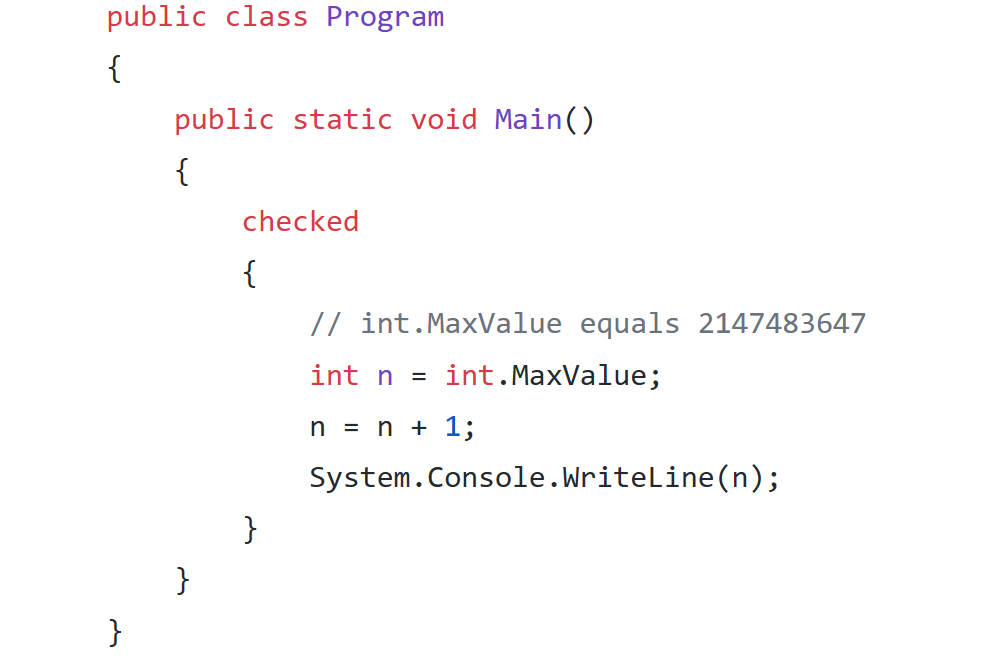 public class Program
{
    public static void Main()
    {
        checked
        {
            // int.MaxValue equals 2147483647
            int n = int.MaxValue;
            n = n + 1;
            System.Console.WriteLine(n);
        }
    }
}